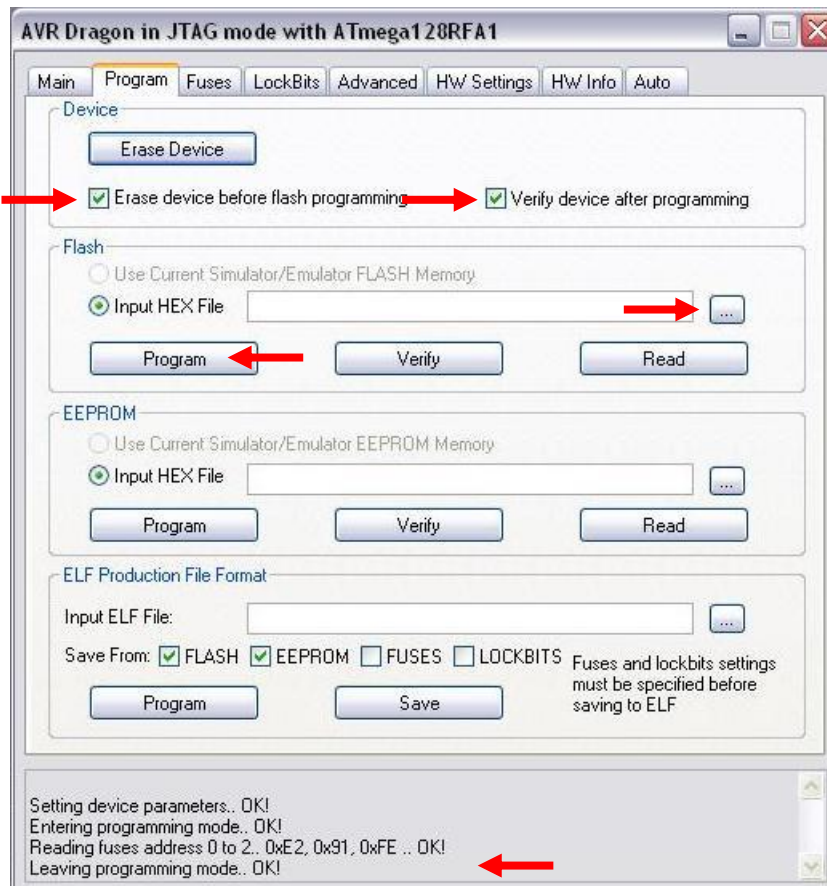 AVR Dragon in JTAG mode with ATmega128RFA1
Main Program Fuses LockBits Advanced HW Settings HW Info Auto
Device
Erase Device
Erase device before flash programming Verify device after programming
Flash
Use Current Simulator/Emulator FLASH Memory
Input HEX File ...
Program Verify Read
EEPROM
Use Current Simulator/Emulator EEPROM Memory
Input HEX File ...
Program Verify Read
ELF Production File Format
Input ELF File: ...
Save From: FLASH EEPROM FUSES LOCKBITS
Fuses and lockbits settings
must be specified before
saving to ELF
Program Save
Setting device parameters.. OK!
Entering programming mode.. OK!
Reading fuses address 0 to 2.. 0xE2, 0x91, 0xFE .. OK!
Leaving programming mode.. OK!